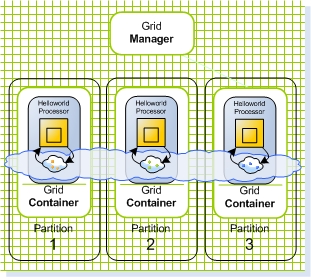 Grid
Manager
Helloworld
Processor
Helloworld
Processor
Helloworld
Processor
Grid
Container
Grid
Container
Grid
Container
Partition
1
Partition
2
Partition
3